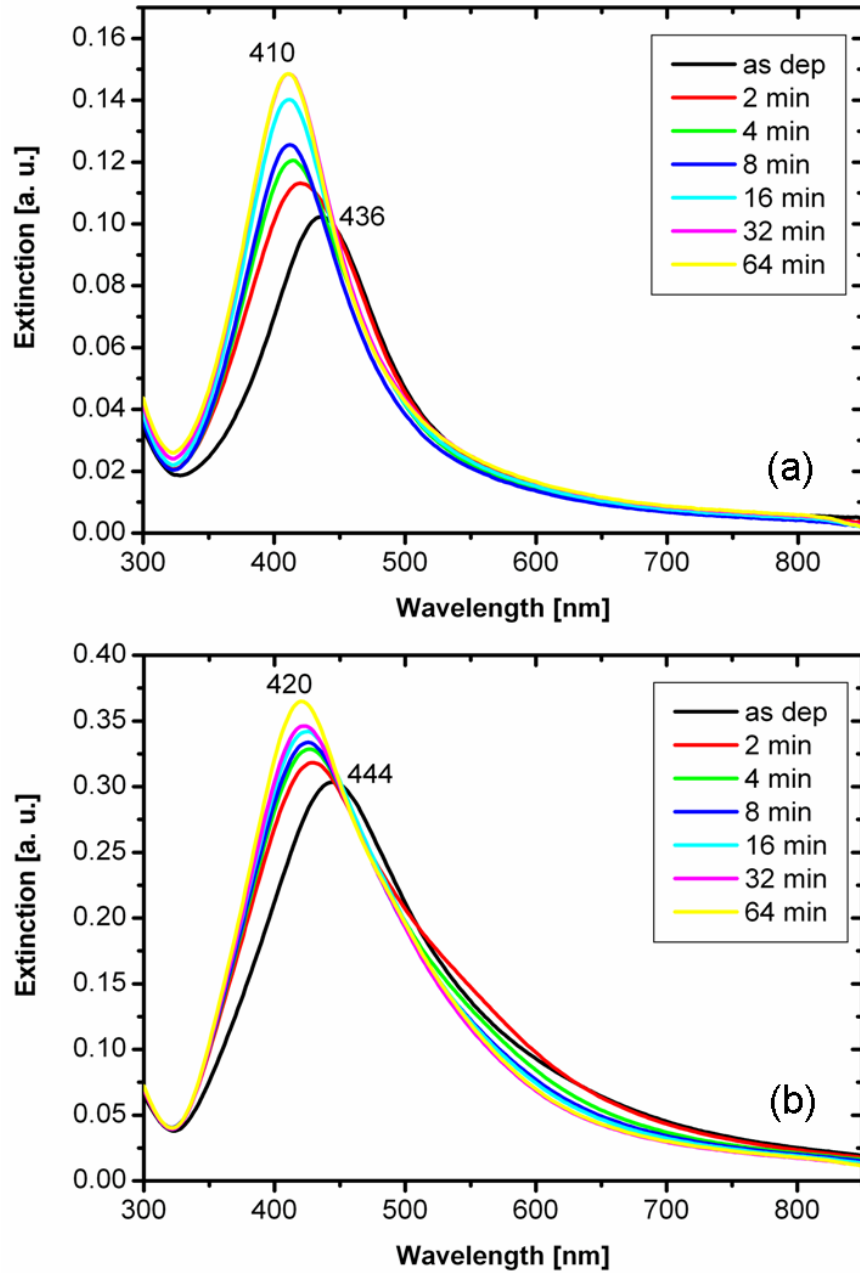 0.16
0.14
0.12
0.10
0.08
0.06
0.04
0.02
0.00
Extinction [a. u.]
410
436
as dep
2 min
4 min
8 min
16 min
32 min
64 min
(a)
300 400 500 600 700 800
Wavelength [nm]
0.40
0.35
0.30
0.25
0.20
0.15
0.10
0.05
0.00
Extinction [a. u.]
420
444
as dep
2 min
4 min
8 min
16 min
32 min
64 min
(b)
300 400 500 600 700 800
Wavelength [nm]